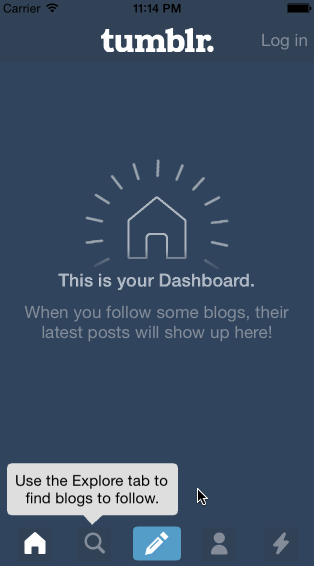 Carrier 11:14 PM
tumblr.
Log in
This is your Dashboard.
When you follow some blogs, their
latest posts will show up here!
Use the Explore tab to
find blogs to follow.